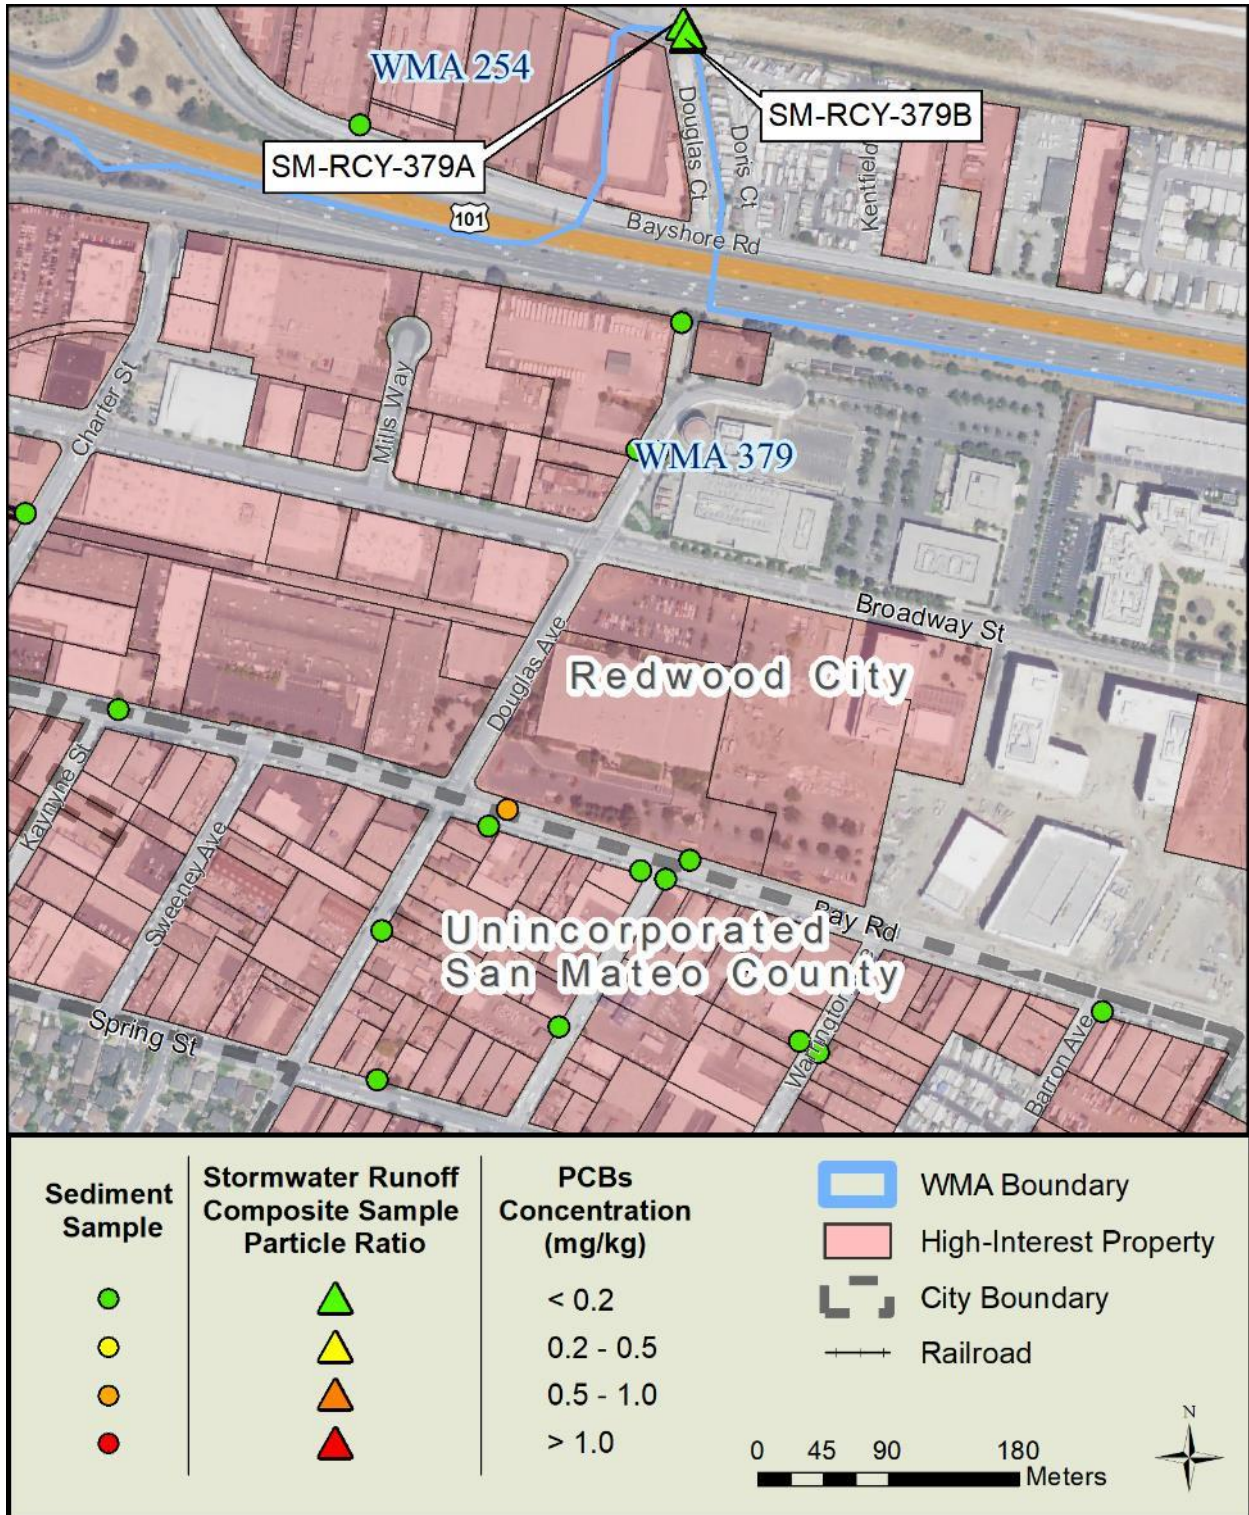 WMA 254
SM-RCY-379A
SM-RCY-379B
Douglas Ct
Doris Ct
Kentfield
101
Bayshore Rd
Charter St
Mills Way
WMA 379
Broadway St
Douglas Ave
Redwood City
Kaynyne St
Sweeney Ave
Bay Rd
Unincorporated
San Mateo County
Spring St
Warrington
Barron Ave
Sediment
Sample
Stormwater Runoff
Composite Sample
Particle Ratio
PCBs
Concentration
(mg/kg)
< 0.2
0.2 - 0.5
0.5 - 1.0
> 1.0
WMA Boundary
High-Interest Property
City Boundary
Railroad
N
0 45 90 180
Meters